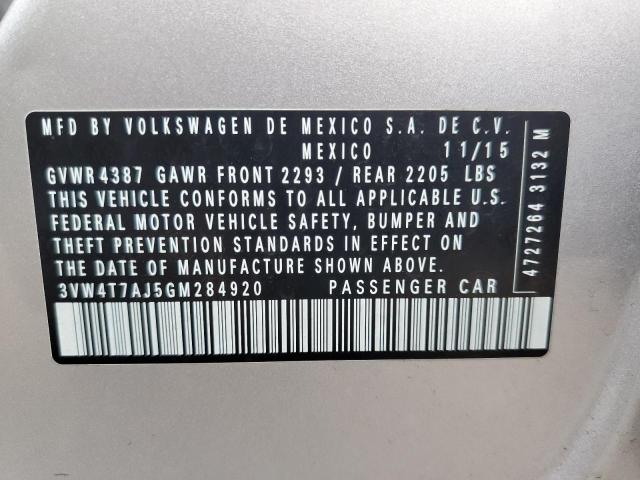 MFD BY VOLKSWAGEN DE MEXICO S.A. DE C.V.
MEXICO 11/15
GVWR 4387 GAWR FRONT 2293 / REAR 2205 LBS
THIS VEHICLE CONFORMS TO ALL APPLICABLE U.S.
FEDERAL MOTOR VEHICLE SAFETY, BUMPER AND
THEFT PREVENTION STANDARDS IN EFFECT ON
THE DATE OF MANUFACTURE SHOWN ABOVE.
3VW4T7AJ5GM284920 PASSENGER CAR
4727264 3132 M